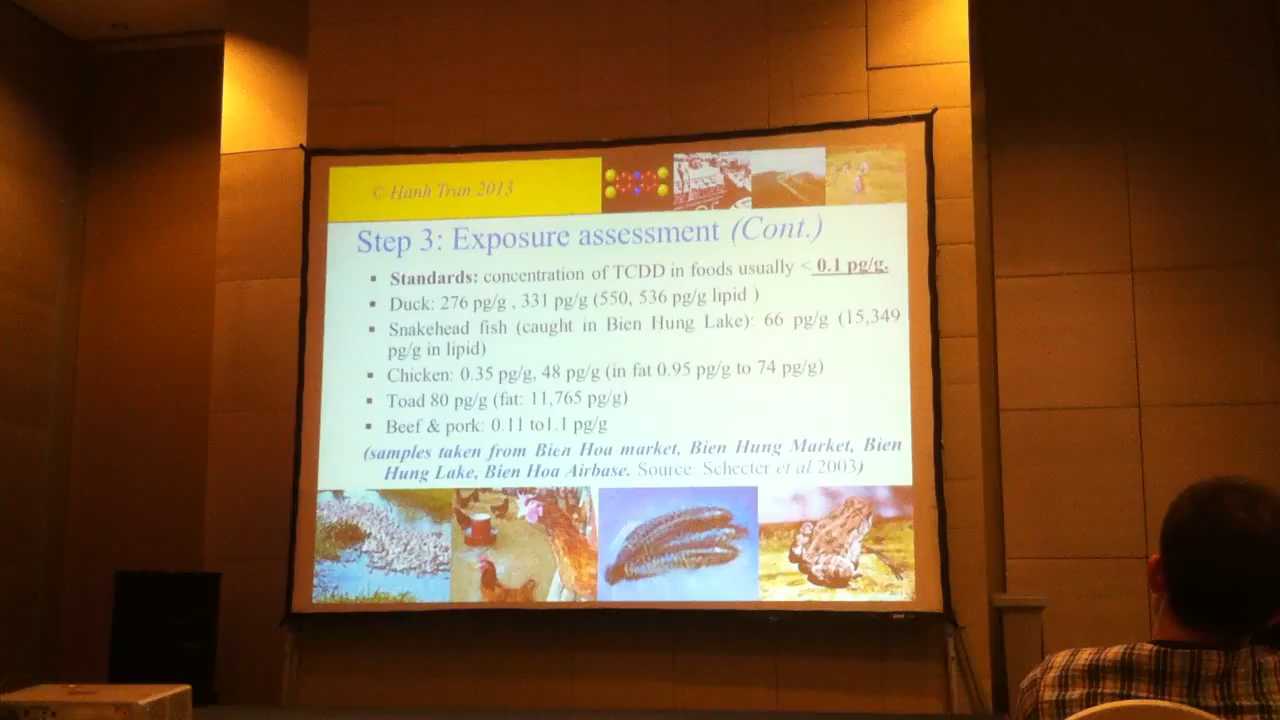 © Hanh Tran 2013
Step 3: Exposure assessment (Cont.)
▪ Standards: concentration of TCDD in foods usually < 0.1 pg/g.
▪ Duck: 276 pg/g , 331 pg/g (550, 536 pg/g lipid )
▪ Snakehead fish (caught in Bien Hung Lake): 66 pg/g (15,349
pg/g in lipid)
▪ Chicken: 0.35 pg/g, 48 pg/g (in fat 0.95 pg/g to 74 pg/g)
▪ Toad 80 pg/g (fat: 11,765 pg/g)
▪ Beef & pork: 0.11 to1.1 pg/g
(samples taken from Bien Hoa market, Bien Hung Market, Bien
Hung Lake, Bien Hoa Airbase. Source: Schecter et al 2003)